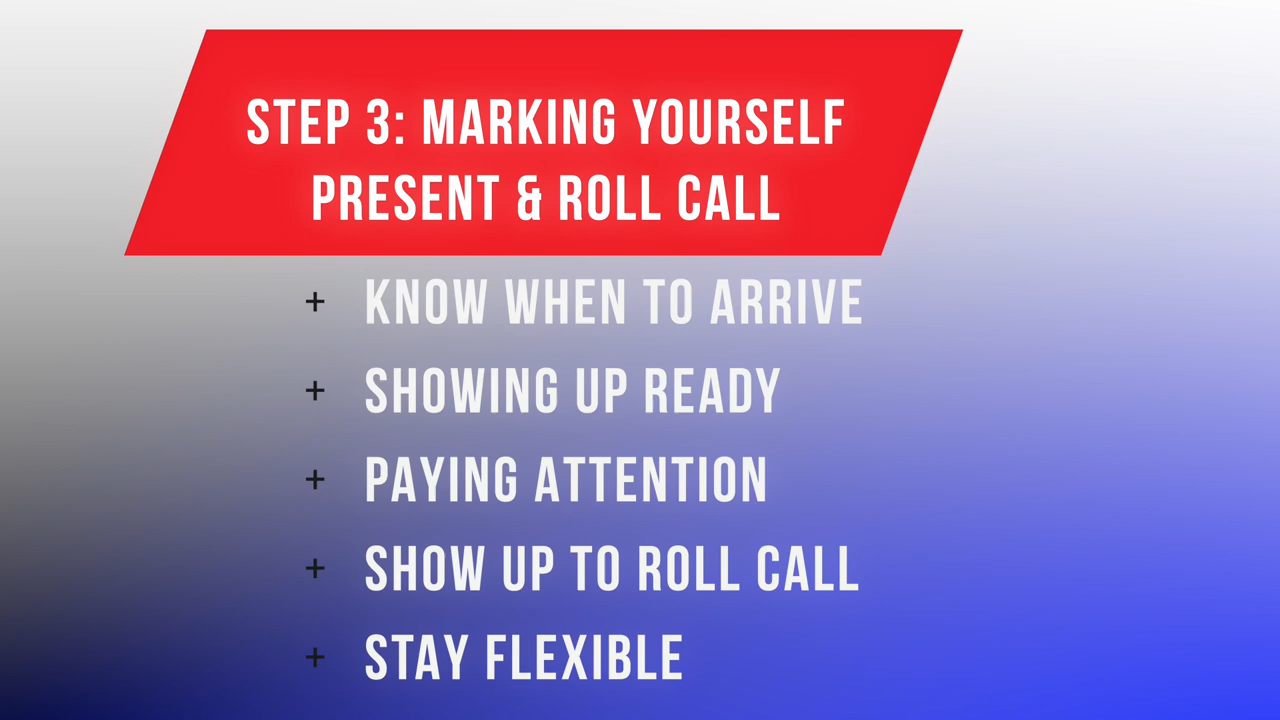 STEP 3: MARKING YOURSELF
PRESENT & ROLL CALL
+ KNOW WHEN TO ARRIVE
+ SHOWING UP READY
+ PAYING ATTENTION
+ SHOW UP TO ROLL CALL
+ STAY FLEXIBLE